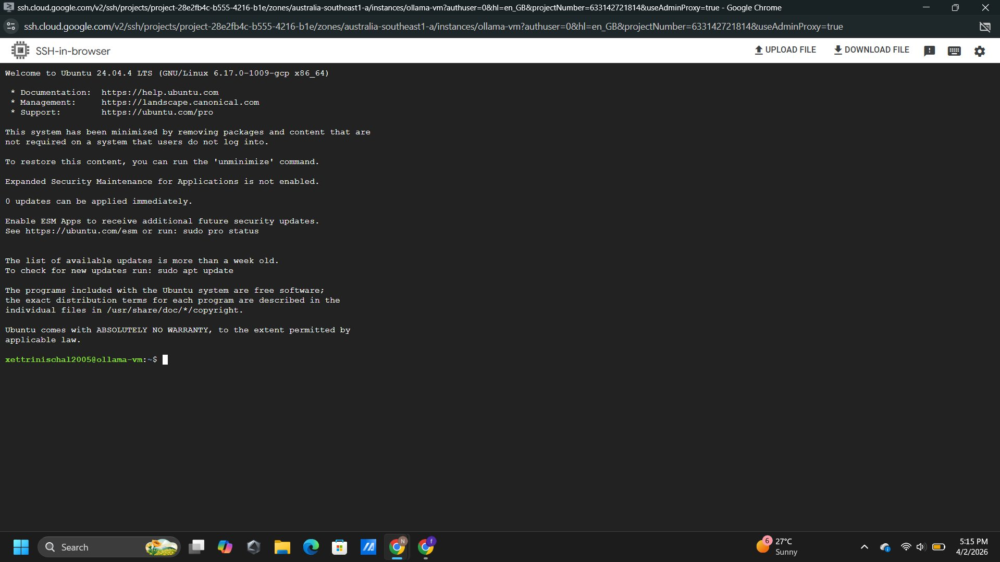 ssh.cloud.google.com/v2/ssh/projects/project-28e2fb4c-b555-4216-b1e/zones/australia-southeast1-a/instances/ollama-vm?authuser=0&hl=en_GB&projectNumber=633142721814&useAdminProxy=true - Google Chrome
ssh.cloud.google.com/v2/ssh/projects/project-28e2fb4c-b555-4216-b1e/zones/australia-southeast1-a/instances/ollama-vm?authuser=0&hl=en_GB&projectNumber=633142721814&useAdminProxy=true
SSH-in-browser
UPLOAD FILE
DOWNLOAD FILE
Welcome to Ubuntu 24.04.4 LTS (GNU/Linux 6.17.0-1009-gcp x86_64)
* Documentation: https://help.ubuntu.com
* Management: https://landscape.canonical.com
* Support: https://ubuntu.com/pro
This system has been minimized by removing packages and content that are
not required on a system that users do not log into.
To restore this content, you can run the 'unminimize' command.
Expanded Security Maintenance for Applications is not enabled.
0 updates can be applied immediately.
Enable ESM Apps to receive additional future security updates.
See https://ubuntu.com/esm or run: sudo pro status
The list of available updates is more than a week old.
To check for new updates run: sudo apt update
The programs included with the Ubuntu system are free software;
the exact distribution terms for each program are described in the
individual files in /usr/share/doc/*/copyright.
Ubuntu comes with ABSOLUTELY NO WARRANTY, to the extent permitted by
applicable law.
xettrinischal2005@ollama-vm:~$
Search
N
f
6
27°C
Sunny
5:15 PM
4/2/2026